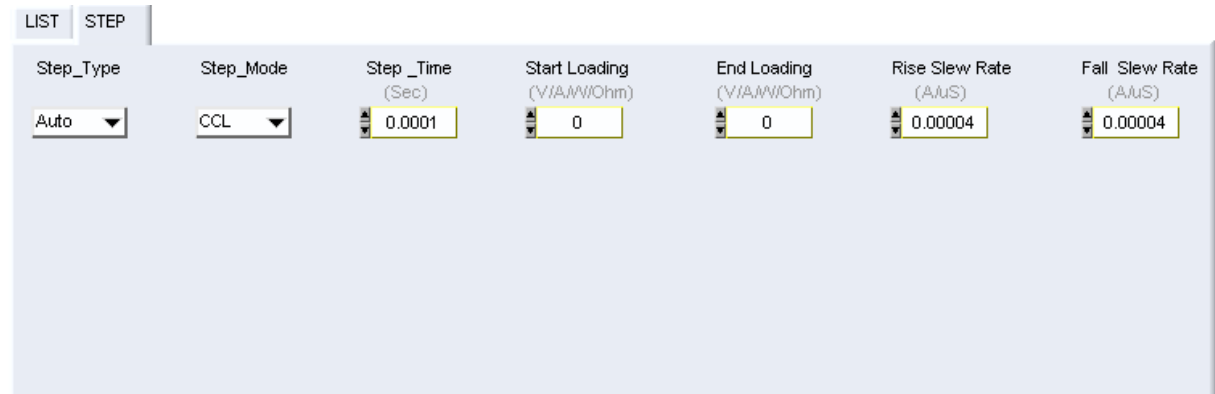 LIST STEP
Step_Type Step_Mode Step _Time Start Loading End Loading Rise Slew Rate Fall Slew Rate
(Sec) (V/A/W/Ohm) (V/A/W/Ohm) (A/uS) (A/uS)
Auto CCL 0.0001 0 0 0.00004 0.00004